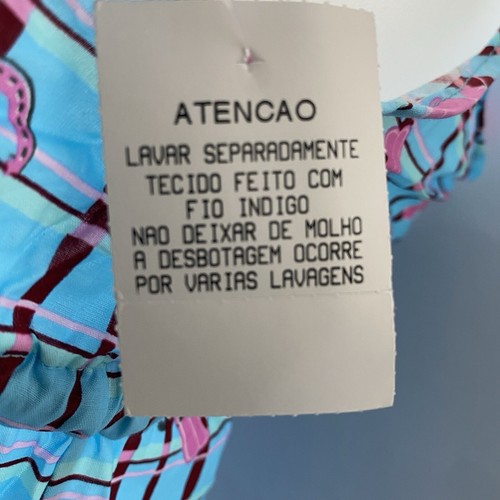 ATENCAO
LAVAR SEPARADAMENTE
TECIDO FEITO COM
FIO INDIGO
NAO DEIXAR DE MOLHO
A DESBOTAGEM OCORRE
POR VARIAS LAVAGENS